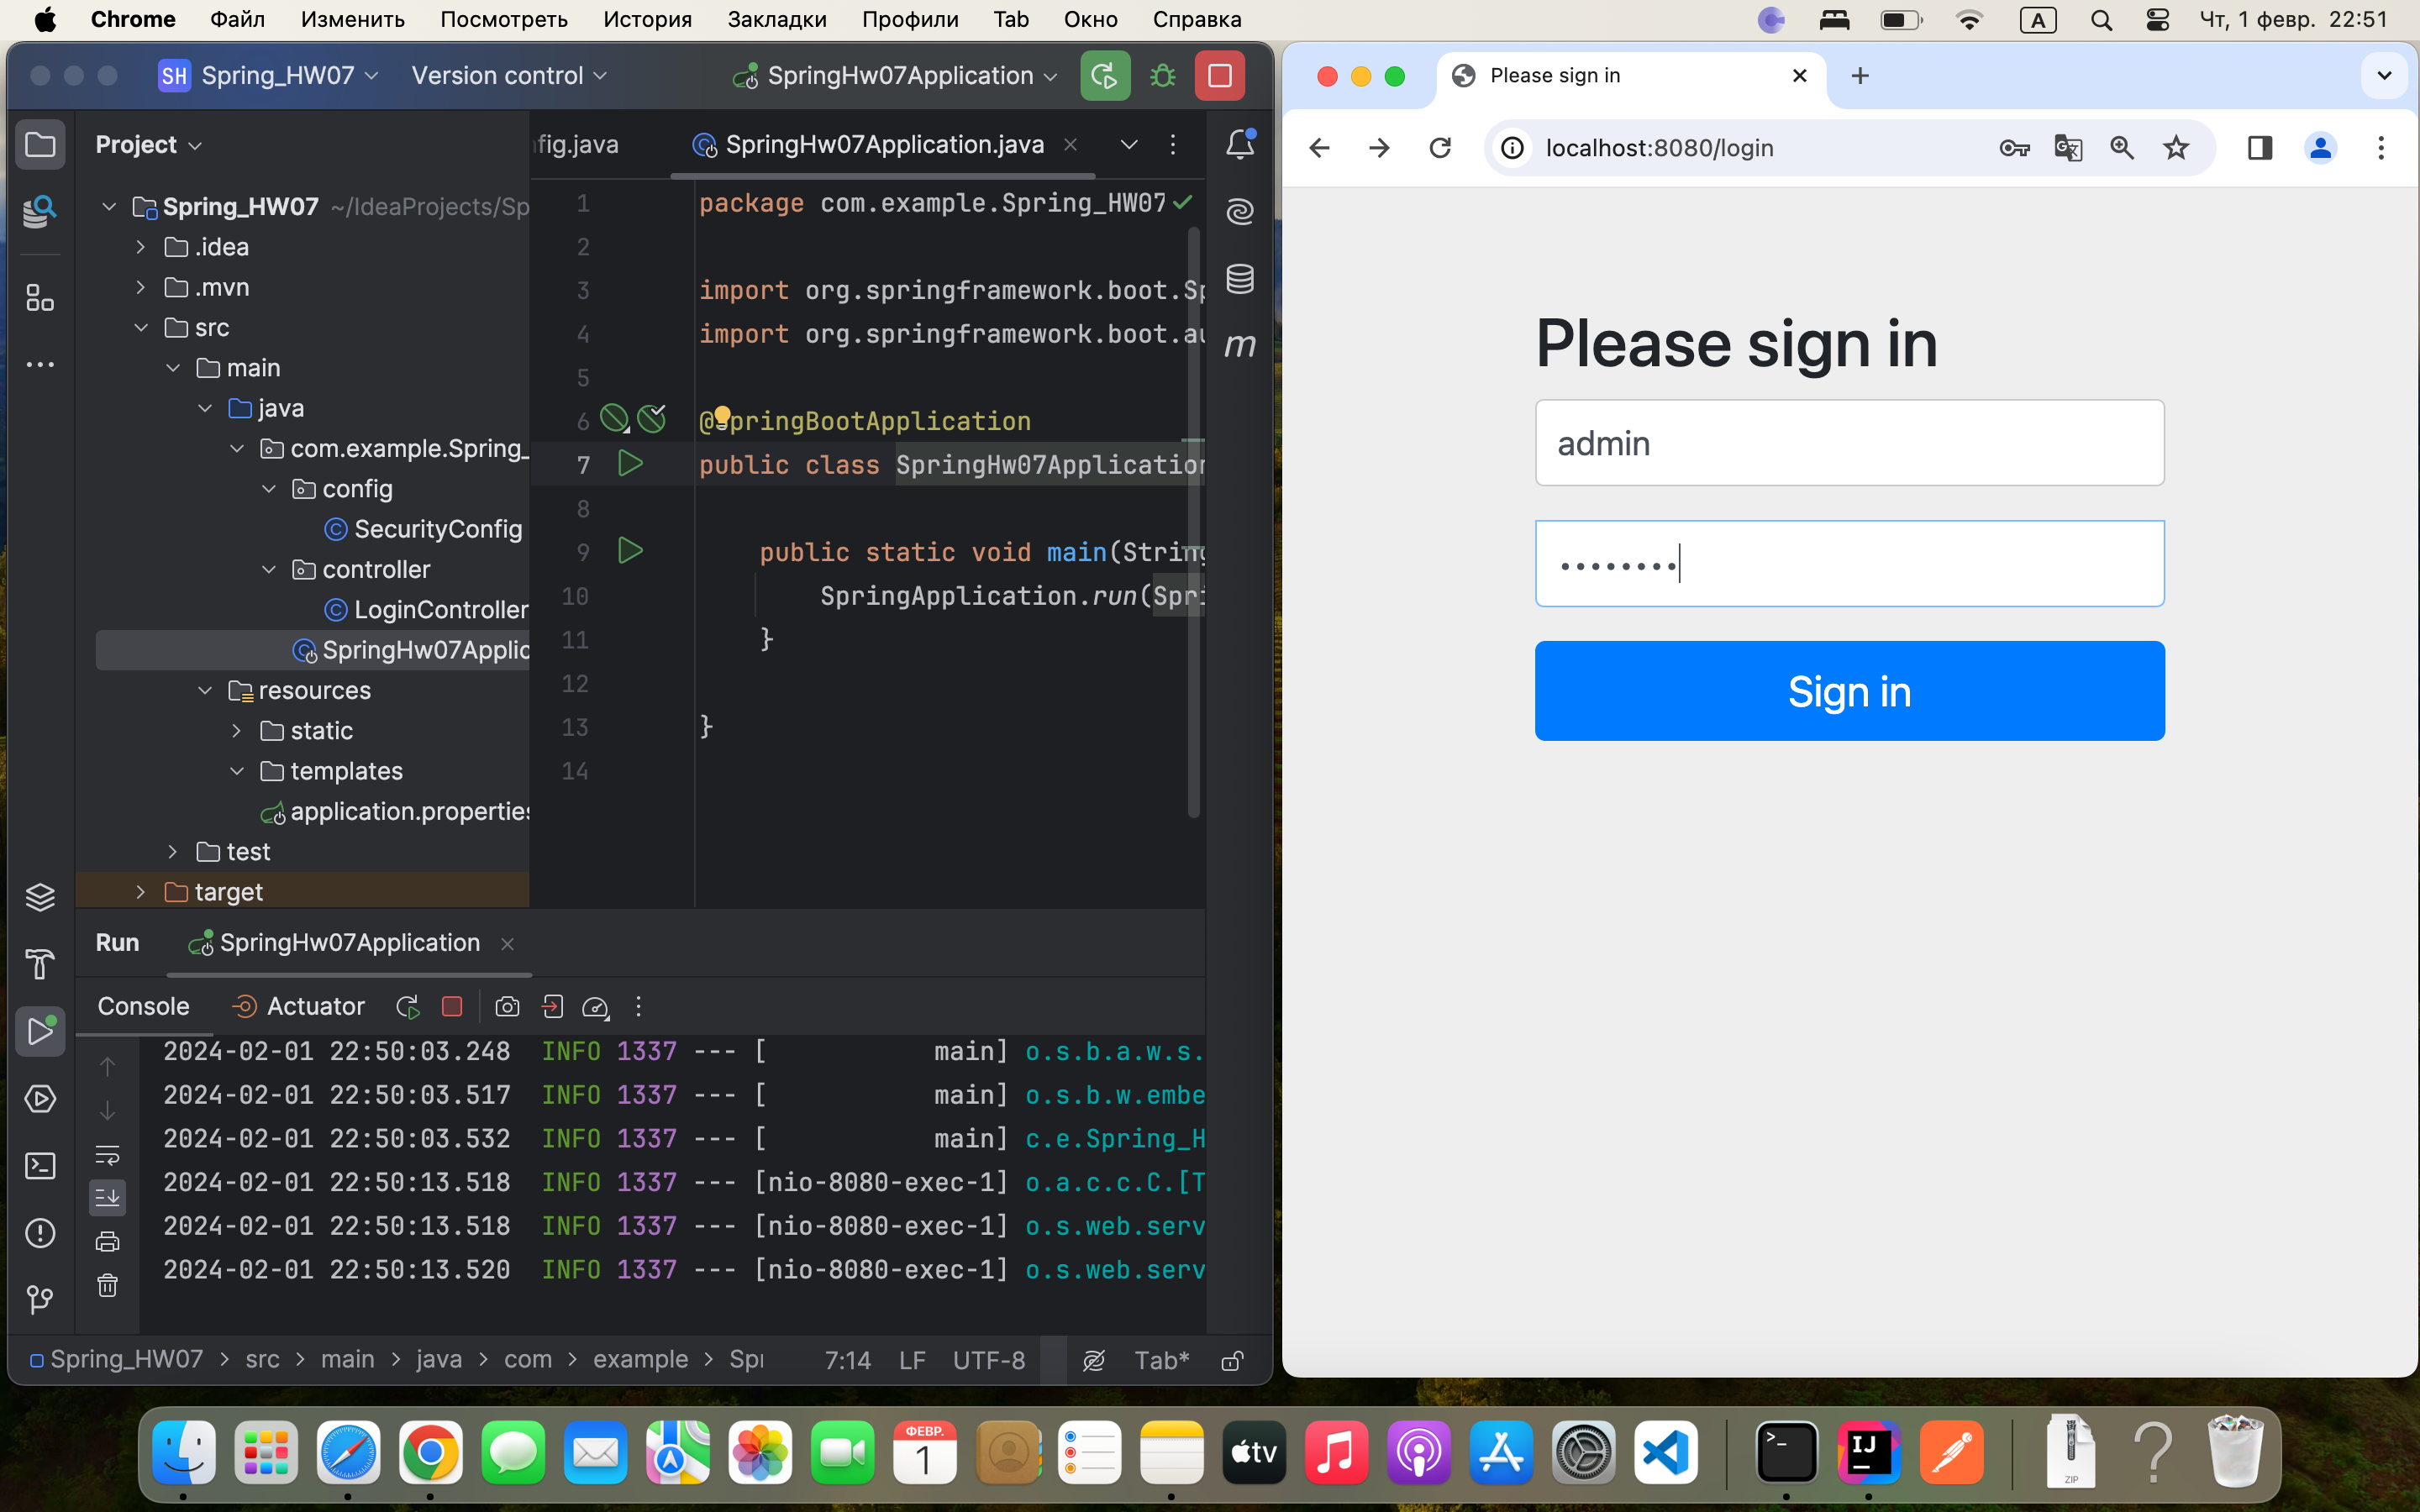 Chrome Файл Изменить Посмотреть История Закладки Профили Tab Окно Справка A Чт, 1 февр. 22:51
SH Spring_HW07 Version control SpringHw07Application
Project
Spring_HW07 ~/IdeaProjects/Sp
.idea
.mvn
src
main
java
com.example.Spring_
config
SecurityConfig
controller
LoginController
SpringHw07Applic
resources
static
templates
application.properties
test
target
fig.java SpringHw07Application.java
1 package com.example.Spring_HW07
2
3 import org.springframework.boot.Sp
4 import org.springframework.boot.au
5
6 @SpringBootApplication
7 public class SpringHw07Application
8
9 public static void main(String
10 SpringApplication.run(Spri
11 }
12
13 }
14
m
Run SpringHw07Application
Console Actuator
2024-02-01 22:50:03.248 INFO 1337 --- [ main] o.s.b.a.w.s.
2024-02-01 22:50:03.517 INFO 1337 --- [ main] o.s.b.w.embe
2024-02-01 22:50:03.532 INFO 1337 --- [ main] c.e.Spring_H
2024-02-01 22:50:13.518 INFO 1337 --- [nio-8080-exec-1] o.a.c.c.C.[T
2024-02-01 22:50:13.518 INFO 1337 --- [nio-8080-exec-1] o.s.web.serv
2024-02-01 22:50:13.520 INFO 1337 --- [nio-8080-exec-1] o.s.web.serv
Spring_HW07 > src > main > java > com > example > Spr 7:14 LF UTF-8 Tab*
Please sign in
localhost:8080/login
Please sign in
admin
••••••••
Sign in
ФЕВР.
1
tv
>_
IJ
ZIP
?